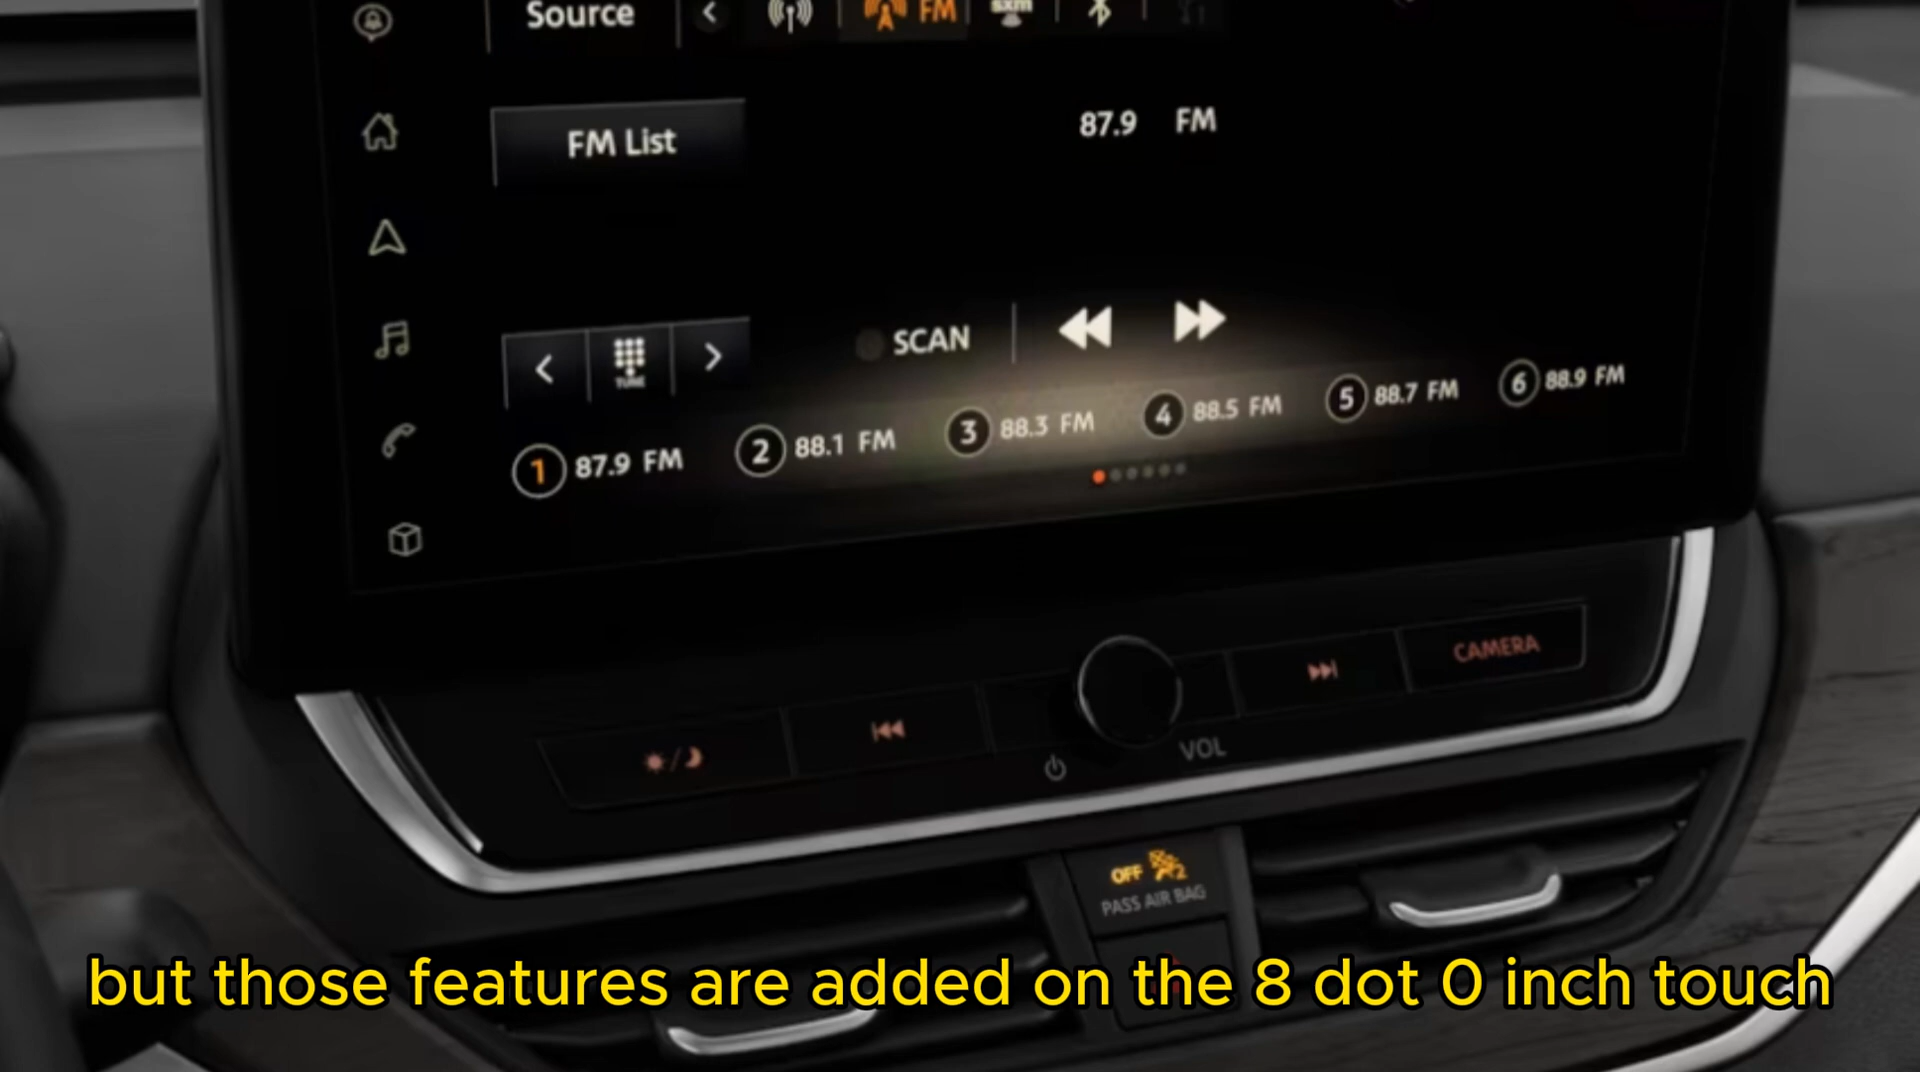 Source
FM
sxm
FM List
87.9 FM
TUNE
SCAN
1 87.9 FM
2 88.1 FM
3 88.3 FM
4 88.5 FM
5 88.7 FM
6 88.9 FM
CAMERA
VOL
OFF 2
PASS AIR BAG
but those features are added on the 8 dot 0 inch touch